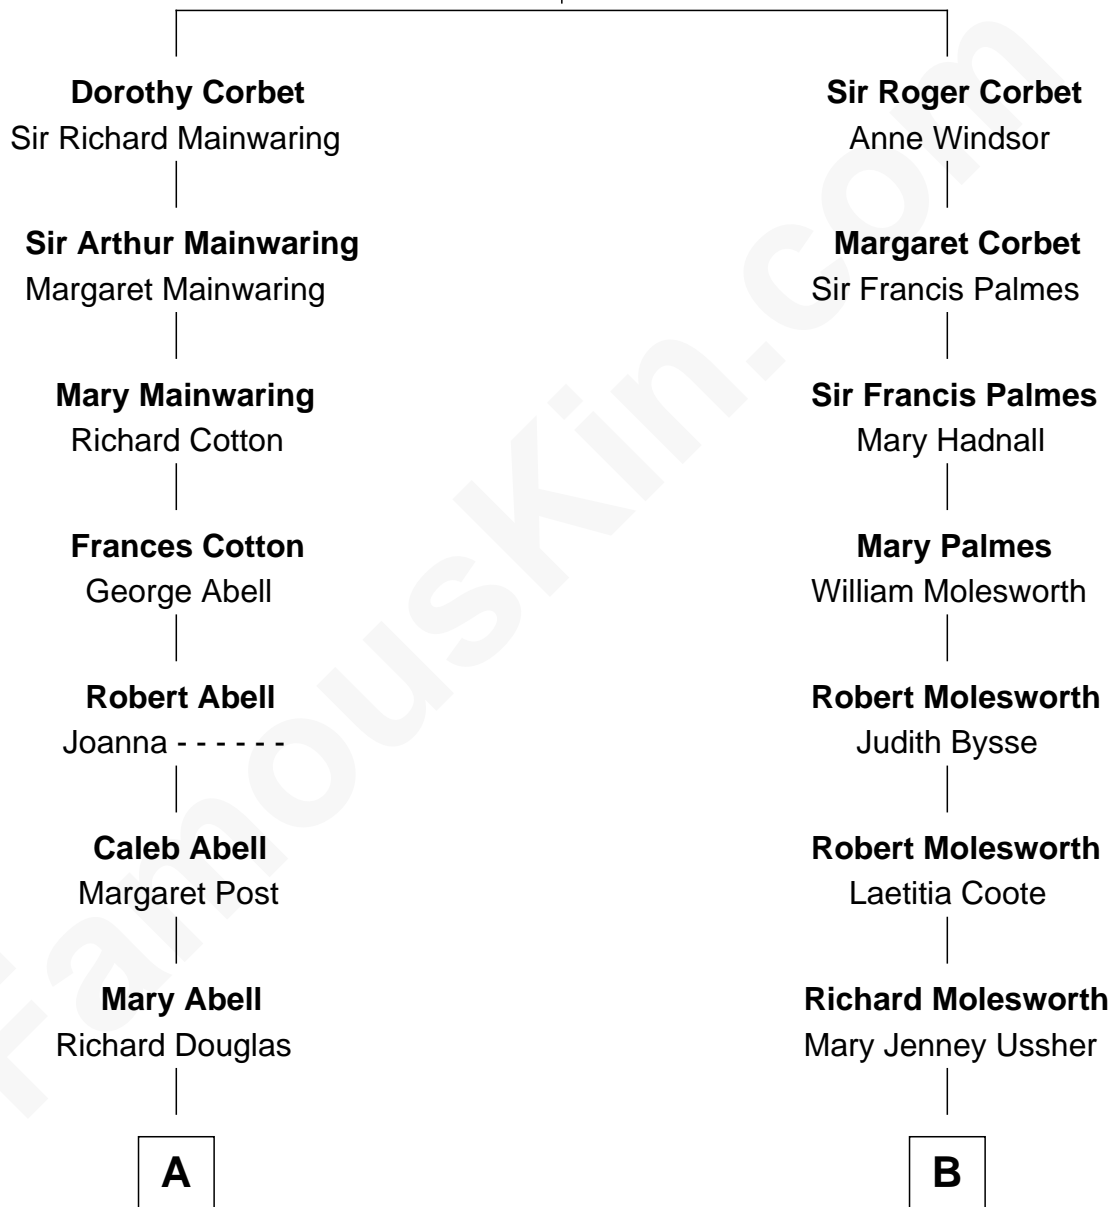 Dorothy Corbet
Sir Richard Mainwaring
Sir Arthur Mainwaring
Margaret Mainwaring
Mary Mainwaring
Richard Cotton
Frances Cotton
George Abell
Robert Abell
Joanna - - - - - -
Caleb Abell
Margaret Post
Mary Abell
Richard Douglas
A
Sir Roger Corbet
Anne Windsor
Margaret Corbet
Sir Francis Palmes
Sir Francis Palmes
Mary Hadnall
Mary Palmes
William Molesworth
Robert Molesworth
Judith Bysse
Robert Molesworth
Laetitia Coote
Richard Molesworth
Mary Jenney Ussher
B
FamousKin.com